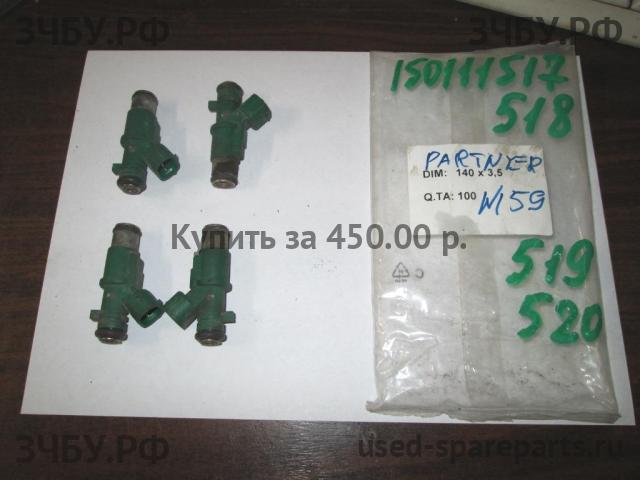 ЗЧБУ.РФ
ЗЧБУ.РФ
150111517
518
PARTNER
DIM: 140 x 3,5
Q.TA: 100
M59
Купить за 450.00 р.
519
520
ЗЧБУ.РФ
used-spareparts.ru